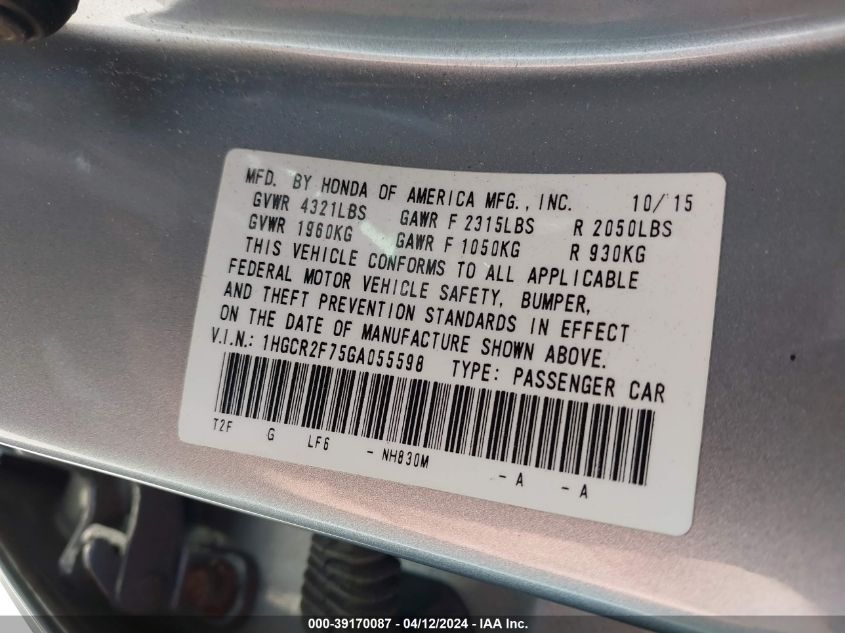 MFD. BY HONDA OF AMERICA MFG., INC. 10/15
GVWR 4321LBS GAWR F 2315LBS R 2050LBS
GVWR 1960KG GAWR F 1050KG R 930KG
THIS VEHICLE CONFORMS TO ALL APPLICABLE
FEDERAL MOTOR VEHICLE SAFETY, BUMPER,
AND THEFT PREVENTION STANDARDS IN EFFECT
ON THE DATE OF MANUFACTURE SHOWN ABOVE.
V.I.N.: 1HGCR2F75GA055598 TYPE: PASSENGER CAR
T2F G LF6 - NH830M - A - A
000-39170087 - 04/12/2024 - IAA Inc.